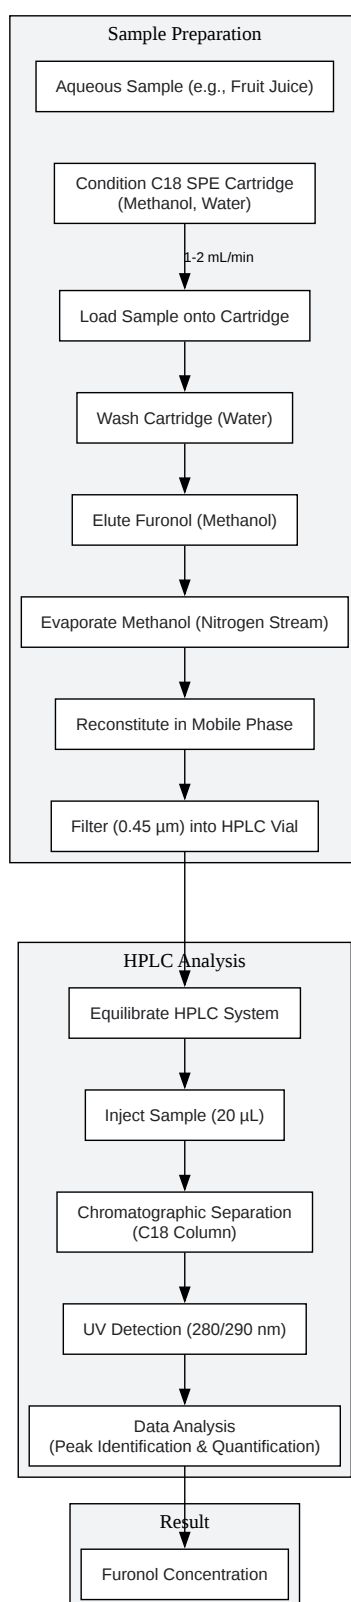 Sample Preparation
Aqueous Sample (e.g., Fruit Juice)
Condition C18 SPE Cartridge
(Methanol, Water)
1-2 mL/min
Load Sample onto Cartridge
Wash Cartridge (Water)
Elute Furonol (Methanol)
Evaporate Methanol (Nitrogen Stream)
Reconstitute in Mobile Phase
Filter (0.45 µm) into HPLC Vial
HPLC Analysis
Equilibrate HPLC System
Inject Sample (20 µL)
Chromatographic Separation
(C18 Column)
UV Detection (280/290 nm)
Data Analysis
(Peak Identification & Quantification)
Result
Furonol Concentration